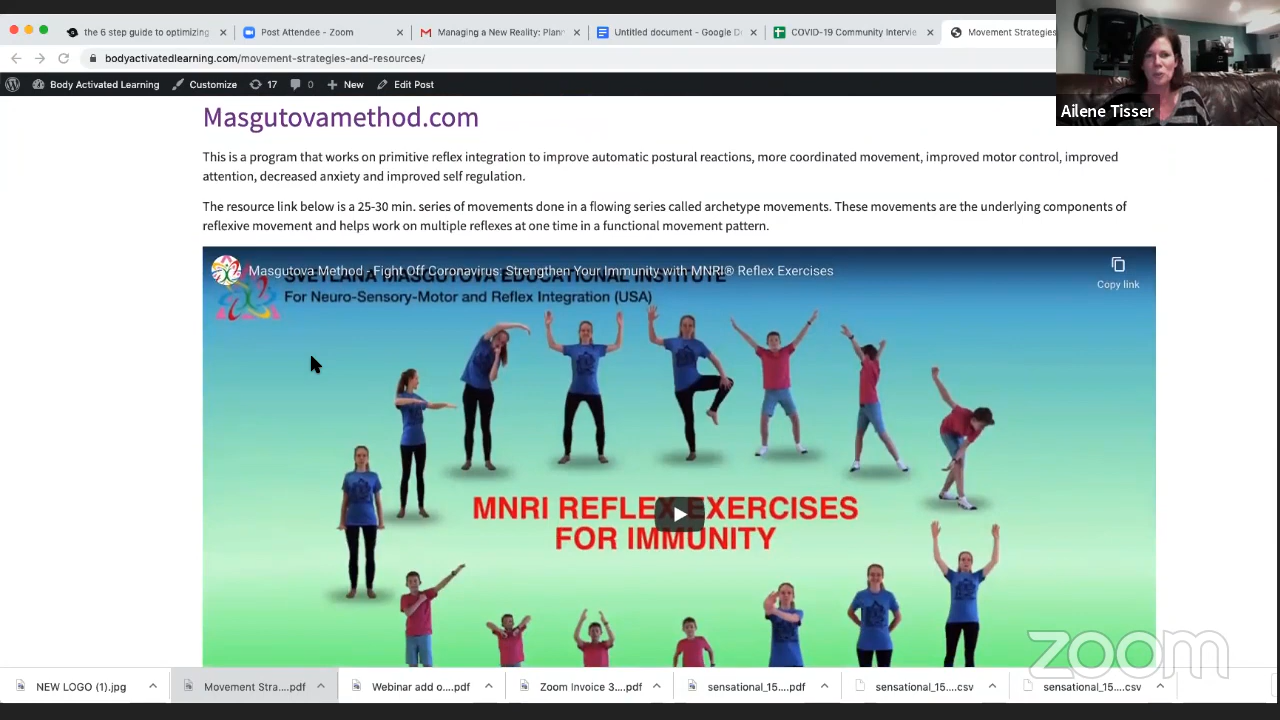 the 6 step guide to optimizing
Post Attendee - Zoom
Managing a New Reality: Plan
Untitled document - Google D
COVID-19 Community Intervie
Movement Strategies
bodyactivatedlearning.com/movement-strategies-and-resources/
Body Activated Learning
Customize
17
0
New
Edit Post
Ailene Tisser
Masgutovamethod.com
This is a program that works on primitive reflex integration to improve automatic postural reactions, more coordinated movement, improved motor control, improved
attention, decreased anxiety and improved self regulation.
The resource link below is a 25-30 min. series of movements done in a flowing series called archetype movements. These movements are the underlying components of
reflexive movement and helps work on multiple reflexes at one time in a functional movement pattern.
Masgutova Method - Fight Off Coronavirus: Strengthen Your Immunity with MNRI® Reflex Exercises
Copy link
SVETLANA MASGUTOVA EDUCATIONAL INSTITUTE
For Neuro-Sensory-Motor and Reflex Integration (USA)
MNRI REFLEX EXERCISES
FOR IMMUNITY
zoom
NEW LOGO (1).jpg
Movement Stra....pdf
Webinar add o....pdf
Zoom Invoice 3....pdf
sensational_15....pdf
sensational_15....csv
sensational_15....csv